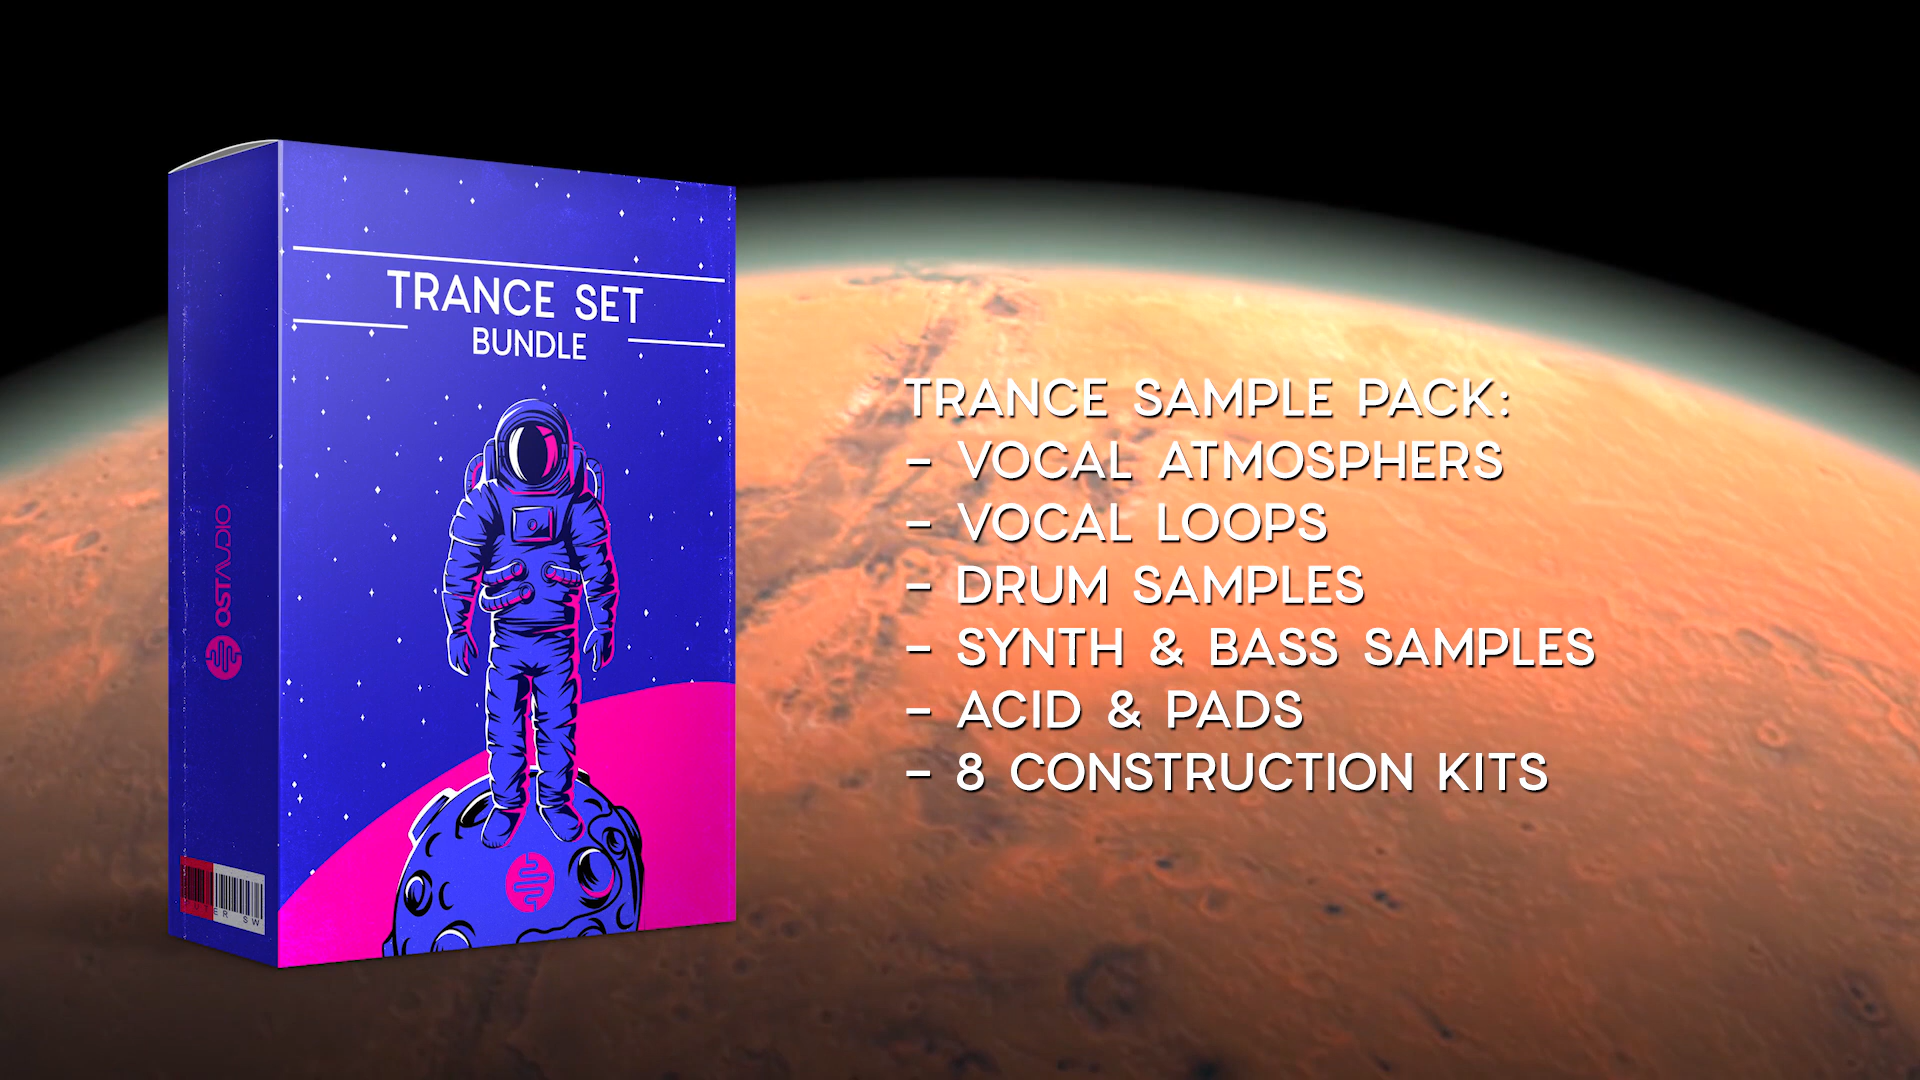 TRANCE SET
BUNDLE
OSTAUDIO
TRANCE SAMPLE PACK:
- VOCAL ATMOSPHERS
- VOCAL LOOPS
- DRUM SAMPLES
- SYNTH & BASS SAMPLES
- ACID & PADS
- 8 CONSTRUCTION KITS